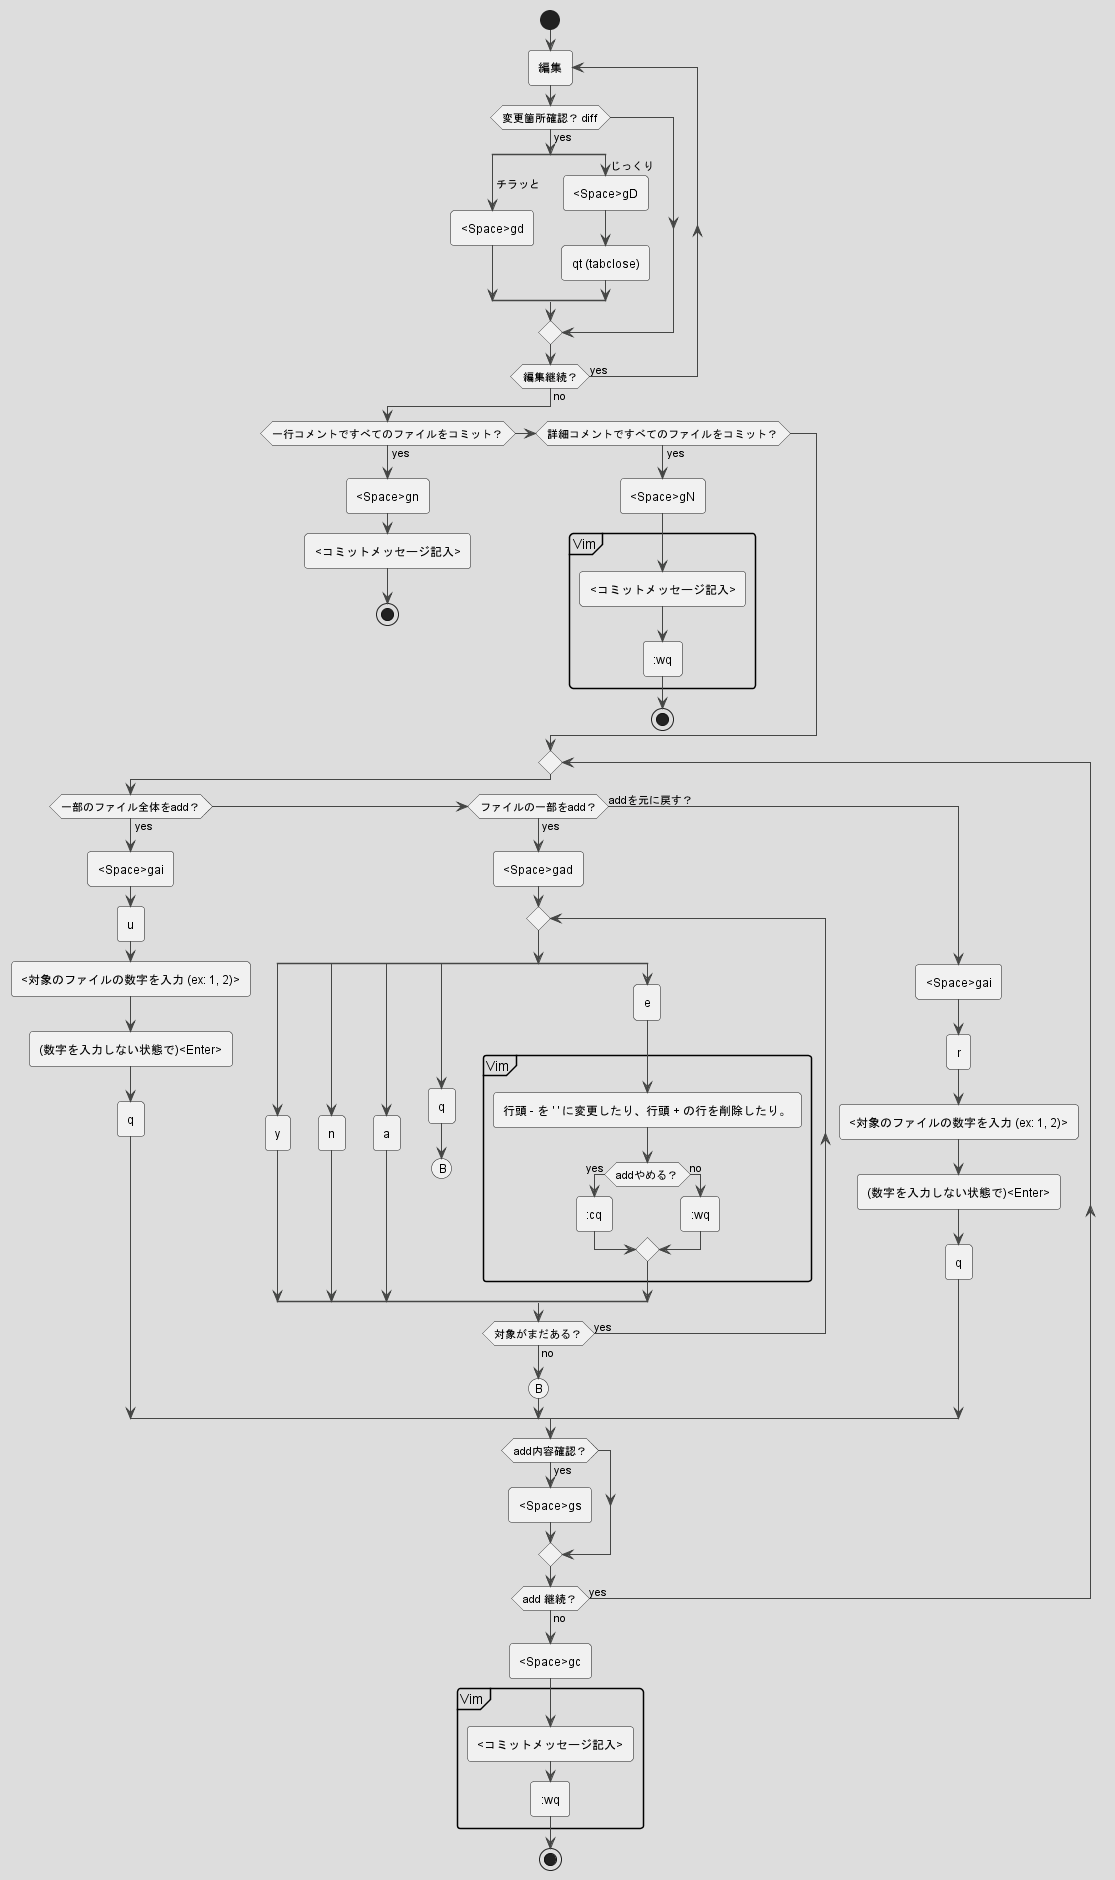 編集
変更箇所確認？ diff
yes
チラッと
じっくり
<Space>gD
<Space>gd
qt (tabclose)
編集継続？
yes
no
一行コメントですべてのファイルをコミット？
詳細コメントですべてのファイルをコミット？
yes
yes
<Space>gn
<Space>gN
<コミットメッセージ記入>
Vim
<コミットメッセージ記入>
:wq
一部のファイル全体をadd？
ファイルの一部をadd？
addを元に戻す？
yes
yes
<Space>gai
<Space>gad
u
<対象のファイルの数字を入力 (ex: 1, 2)>
(数字を入力しない状態で)<Enter>
q
y
n
a
q
B
e
Vim
行頭 - を ' ' に変更したり、行頭 + の行を削除したり。
addやめる？
yes
no
:cq
:wq
<Space>gai
r
<対象のファイルの数字を入力 (ex: 1, 2)>
(数字を入力しない状態で)<Enter>
q
対象がまだある？
yes
no
B
add内容確認？
yes
<Space>gs
add 継続？
yes
no
<Space>gc
Vim
<コミットメッセージ記入>
:wq